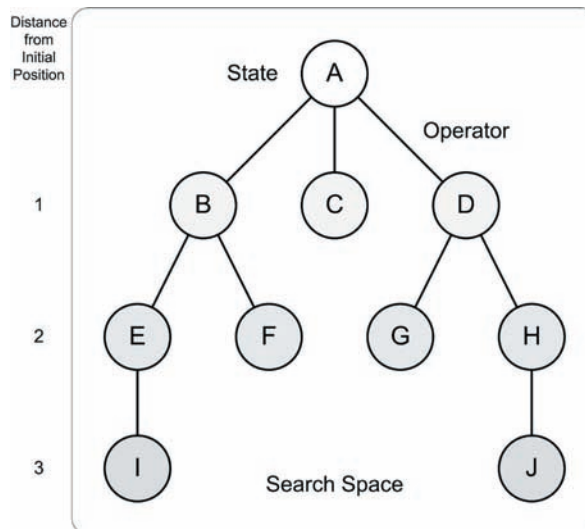 Distance
from
Initial
Position
State
A
Operator
1
B
C
D
2
E
F
G
H
3
I
J
Search Space